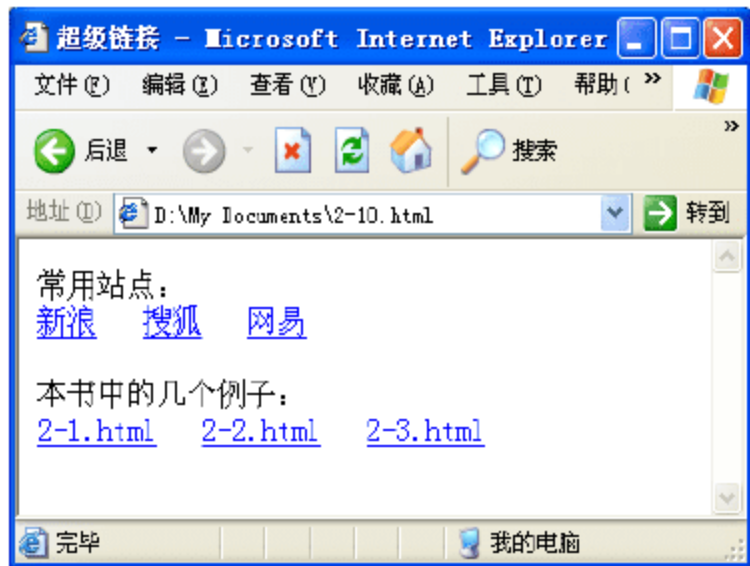 超级链接 - Microsoft Internet Explorer
文件(F) 编辑(E) 查看(V) 收藏(A) 工具(T) 帮助( »
后退 搜索 »
地址(D) D:\My Documents\2-10.html 转到
常用站点：
新浪 搜狐 网易
本书中的几个例子：
2-1.html 2-2.html 2-3.html
完毕 我的电脑